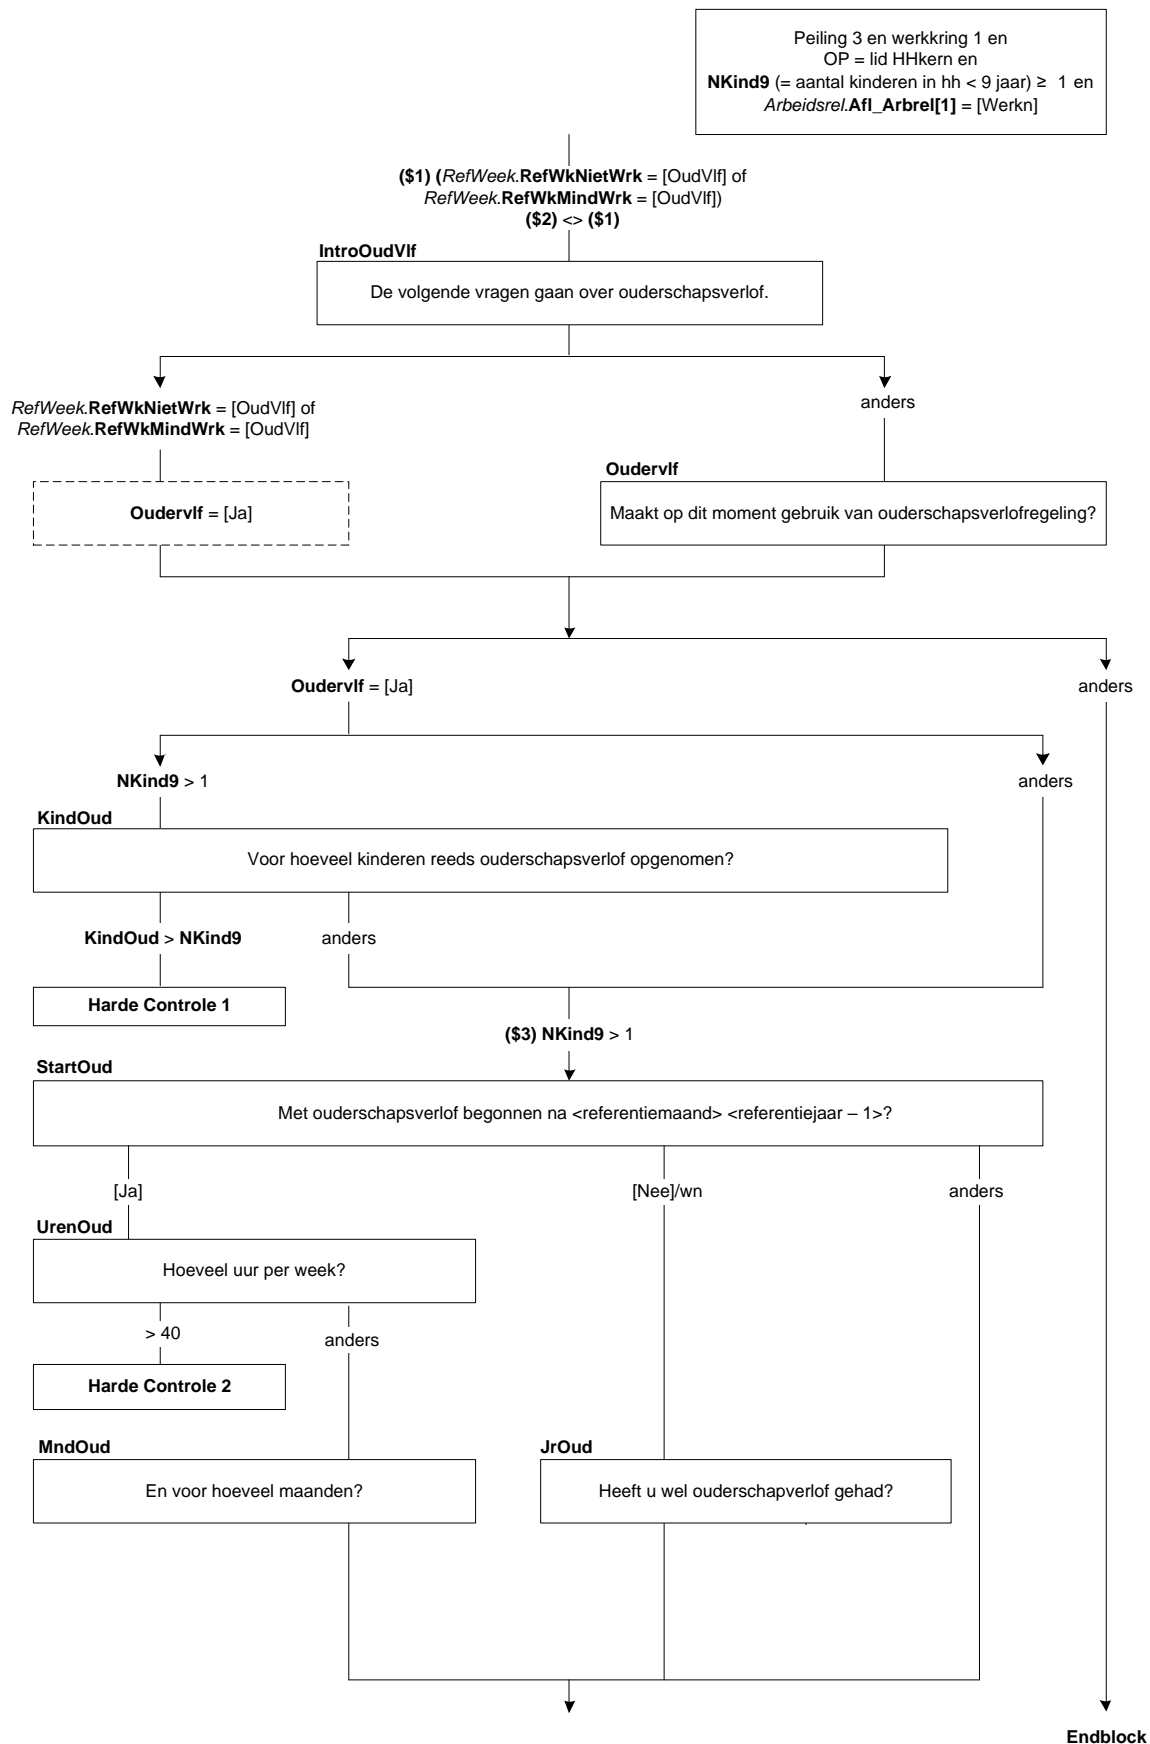 Peiling 3 en werkkring 1 en
OP = lid HHkern en
NKind9 (= aantal kinderen in hh < 9 jaar) ≥ 1 en
Arbeidsrel.Afl_Arbrel[1] = [Werkn]
($1) (RefWeek.RefWkNietWrk = [OudVlf] of
RefWeek.RefWkMindWrk = [OudVlf])
($2) <> ($1)
IntroOudVlf
De volgende vragen gaan over ouderschapsverlof.
RefWeek.RefWkNietWrk = [OudVlf] of
RefWeek.RefWkMindWrk = [OudVlf]
anders
Oudervlf
Oudervlf = [Ja]
Maakt op dit moment gebruik van ouderschapsverlofregeling?
Oudervlf = [Ja]
anders
NKind9 > 1
anders
KindOud
Voor hoeveel kinderen reeds ouderschapsverlof opgenomen?
KindOud > NKind9
anders
Harde Controle 1
($3) NKind9 > 1
StartOud
Met ouderschapsverlof begonnen na <referentiemaand> <referentiejaar – 1>?
[Ja]
[Nee]/wn
anders
UrenOud
Hoeveel uur per week?
> 40
anders
Harde Controle 2
MndOud
JrOud
En voor hoeveel maanden?
Heeft u wel ouderschapverlof gehad?
Endblock